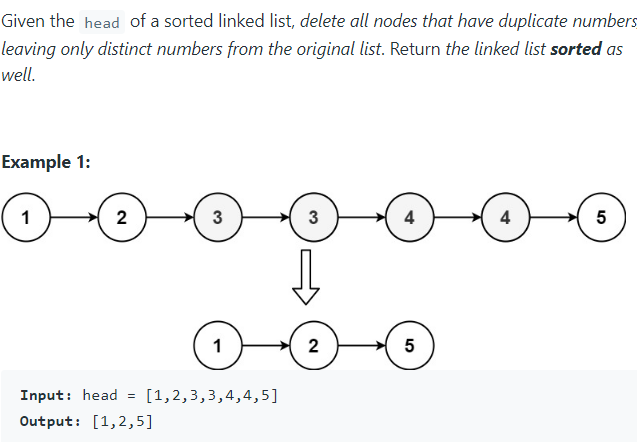 Given the head of a sorted linked list, delete all nodes that have duplicate numbers
leaving only distinct numbers from the original list. Return the linked list sorted as
well.
Example 1:
1 2 3 3 4 4 5
1 2 5
Input: head = [1,2,3,3,4,4,5]
Output: [1,2,5]